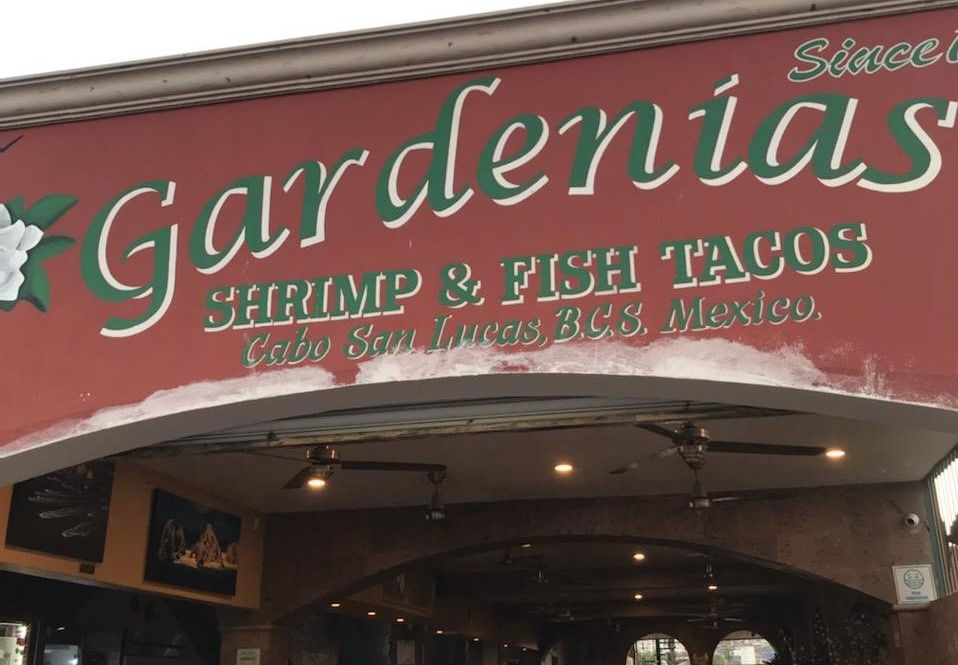 Since
Gardenias
SHRIMP & FISH TACOS
Cabo San Lucas, B.C.S. Mexico.